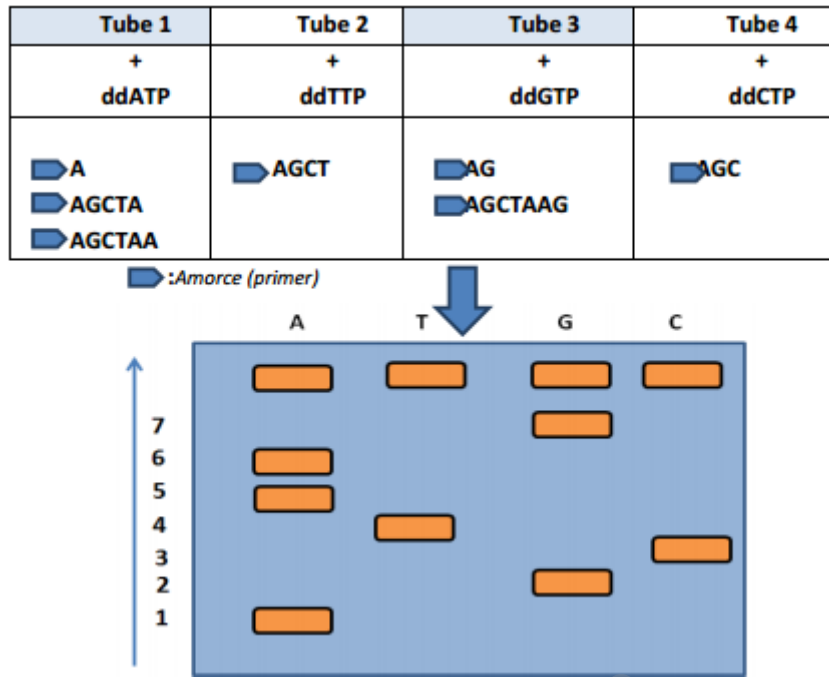 Tube 1 Tube 2 Tube 3 Tube 4
+ + + +
ddATP ddTTP ddGTP ddCTP
A AGCT AG AGC
AGCTA AGCTAAG
AGCTAA
:Amorce (primer)
A T G C
7
6
5
4
3
2
1